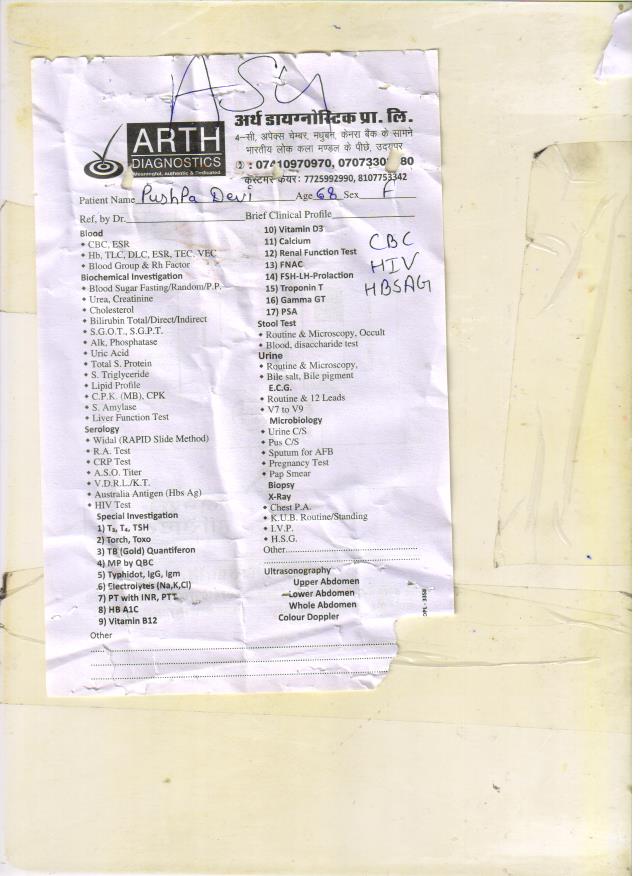 ASU
ARTH
DIAGNOSTICS
Meaningful, Authentic & Dedicated
अर्थ डायग्नोस्टिक प्रा. लि.
4-सी, अपेक्स चेम्बर, मधुबन, केनरा बैंक के सामने
भारतीय लोक कला मण्डल के पीछे, उदयपुर
: 07410970970, 07073308080
कस्टमर केयर : 7725992990, 8107753342
Patient Name Pushpa Devi Age 68 Sex F
Ref, by Dr. Brief Clinical Profile
Blood
• CBC, ESR
• Hb, TLC, DLC, ESR, TEC, VEC
• Blood Group & Rh Factor
Biochemical Investigation
• Blood Sugar Fasting/Random/P.P.
• Urea, Creatinine
• Cholesterol
• Bilirubin Total/Direct/Indirect
• S.G.O.T., S.G.P.T.
• Alk, Phosphatase
• Uric Acid
• Total S. Protein
• S. Triglyceride
• Lipid Profile
• C.P.K. (MB), CPK
• S. Amylase
• Liver Function Test
Serology
• Widal (RAPID Slide Method)
• R.A. Test
• CRP Test
• A.S.O. Titer
• V.D.R.L./K.T.
• Australia Antigen (Hbs Ag)
• HIV Test
Special Investigation
1) T₃, T₄, TSH
2) Torch, Toxo
3) TB (Gold) Quantiferon
4) MP by QBC
5) Typhidot, IgG, Igm
6) Electrolytes (Na,K,Cl)
7) PT with INR, PTT
8) HB A1C
9) Vitamin B12
Other
10) Vitamin D3
11) Calcium
12) Renal Function Test
13) FNAC
14) FSH-LH-Prolaction
15) Troponin T
16) Gamma GT
17) PSA
Stool Test
• Routine & Microscopy, Occult
• Blood, disaccharide test
Urine
• Routine & Microscopy,
• Bile salt, Bile pigment
E.C.G.
• Routine & 12 Leads
• V7 to V9
Microbiology
• Urine C/S
• Pus C/S
• Sputum for AFB
• Pregnancy Test
• Pap Smear
Biopsy
X-Ray
• Chest P.A.
• K.U.B. Routine/Standing
• I.V.P.
• H.S.G.
Other
Ultrasonography
Upper Abdomen
Lower Abdomen
Whole Abdomen
Colour Doppler
CBC
HIV
HBSAG